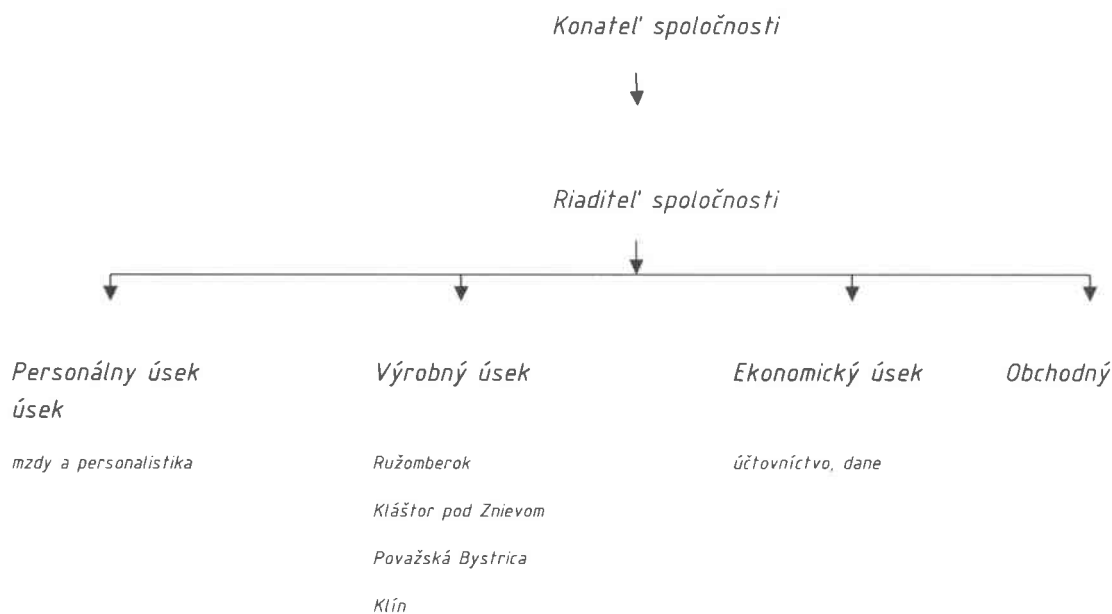 Konateľ spoločnosti
Riaditeľ spoločnosti
Personálny úsek Výrobný úsek Ekonomický úsek Obchodný
úsek
mzdy a personalistika Ružomberok účtovníctvo, dane
Kláštor pod Znievom
Považská Bystrica
Klín